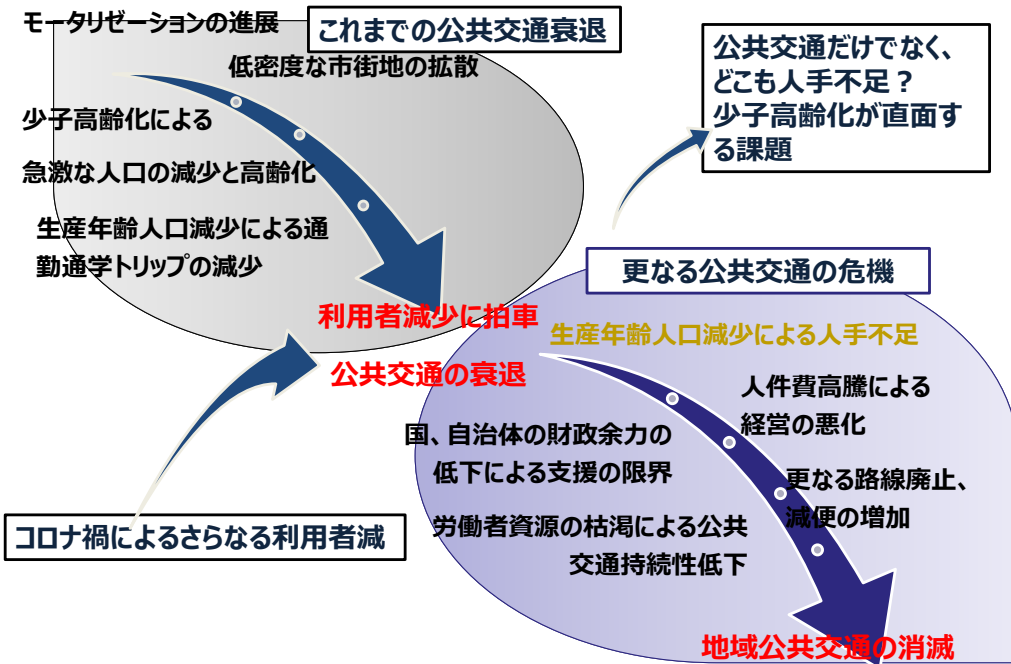 モータリゼーションの進展
これまでの公共交通衰退
低密度な市街地の拡散
少子高齢化による
急激な人口の減少と高齢化
生産年齢人口減少による通
勤通学トリップの減少
利用者減少に拍車
公共交通の衰退
コロナ禍によるさらなる利用者減
公共交通だけでなく、
どこも人手不足？
少子高齢化が直面す
る課題
更なる公共交通の危機
生産年齢人口減少による人手不足
人件費高騰による
経営の悪化
国、自治体の財政余力の
低下による支援の限界
更なる路線廃止、
減便の増加
労働者資源の枯渇による公共
交通持続性低下
地域公共交通の消滅